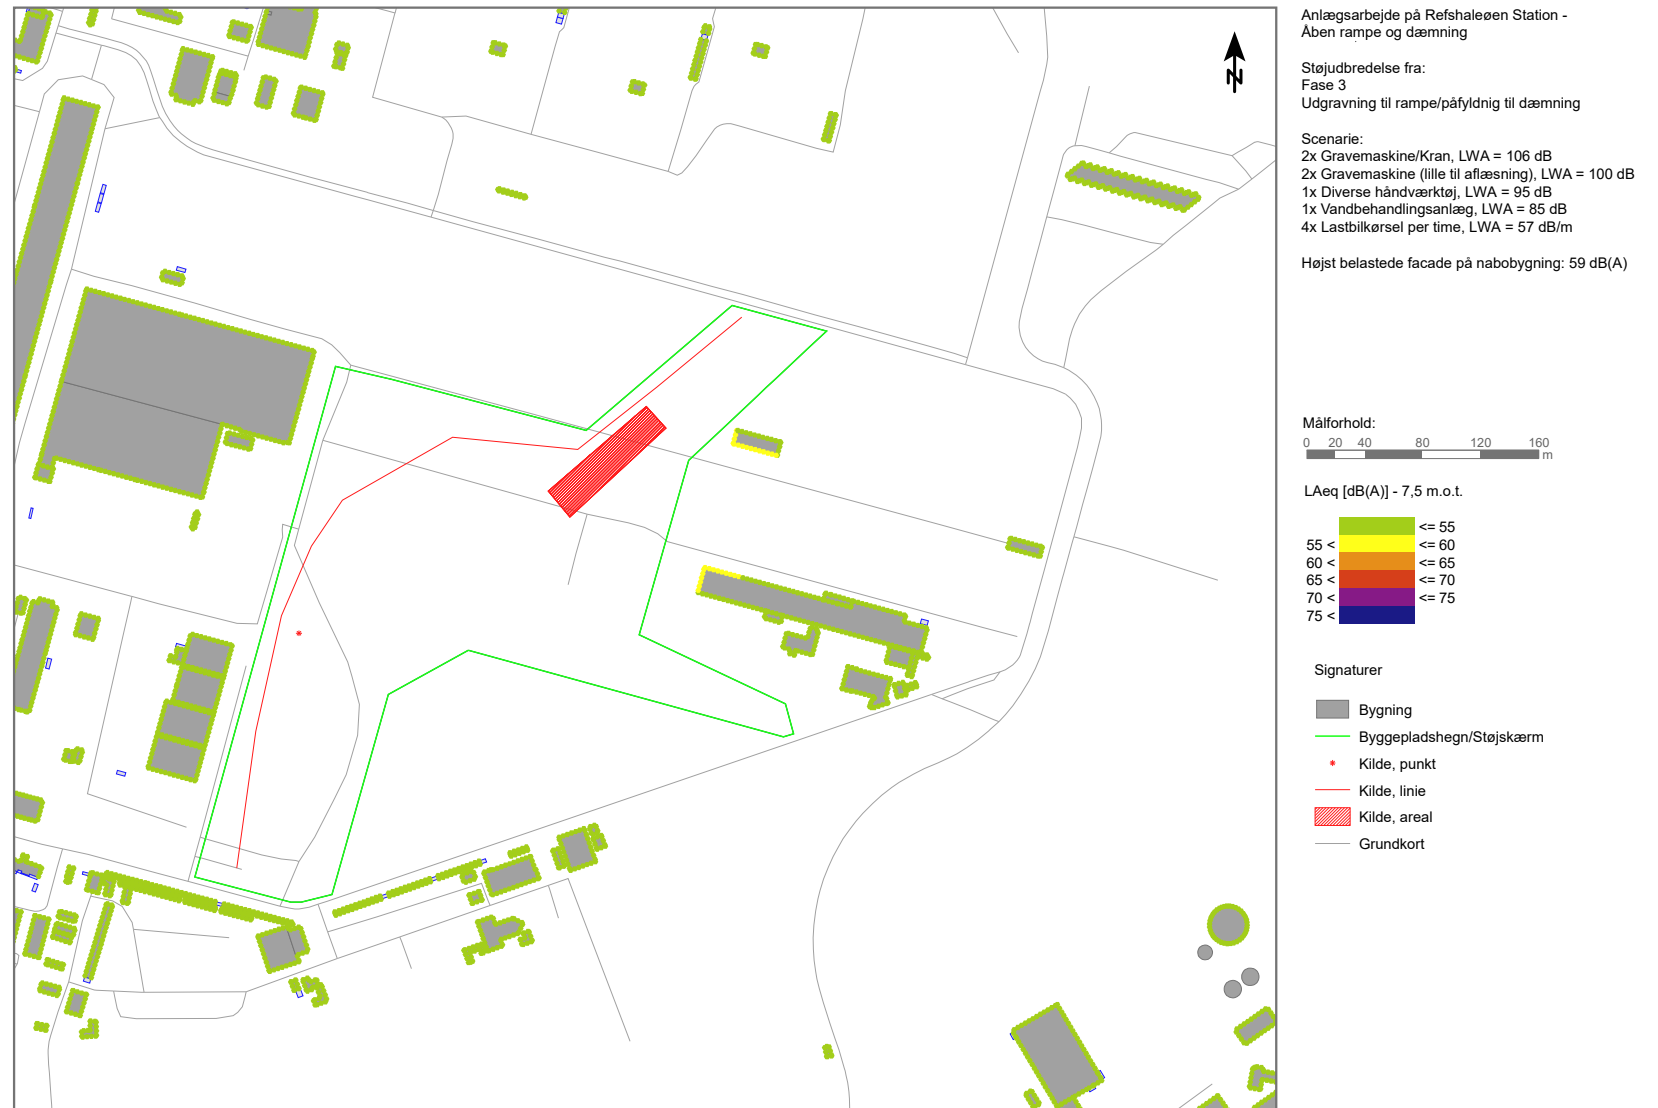 Anlægsarbejde på Refshaleøen Station -
Åben rampe og dæmning
Støjudbredelse fra:
Fase 3
Udgravning til rampe/påfyldnig til dæmning
Scenarie:
2x Gravemaskine/Kran, LWA = 106 dB
2x Gravemaskine (lille til aflæsning), LWA = 100 dB
1x Diverse håndværktøj, LWA = 95 dB
1x Vandbehandlingsanlæg, LWA = 85 dB
4x Lastbilkørsel per time, LWA = 57 dB/m
Højst belastede facade på nabobygning: 59 dB(A)
N
Målforhold:
0 20 40 80 120 160
m
LAeq [dB(A)] - 7,5 m.o.t.
<= 55
55 < <= 60
60 < <= 65
65 < <= 70
70 < <= 75
75 <
Signaturer
Bygning
Byggepladshegn/Støjskærm
Kilde, punkt
Kilde, linie
Kilde, areal
Grundkort